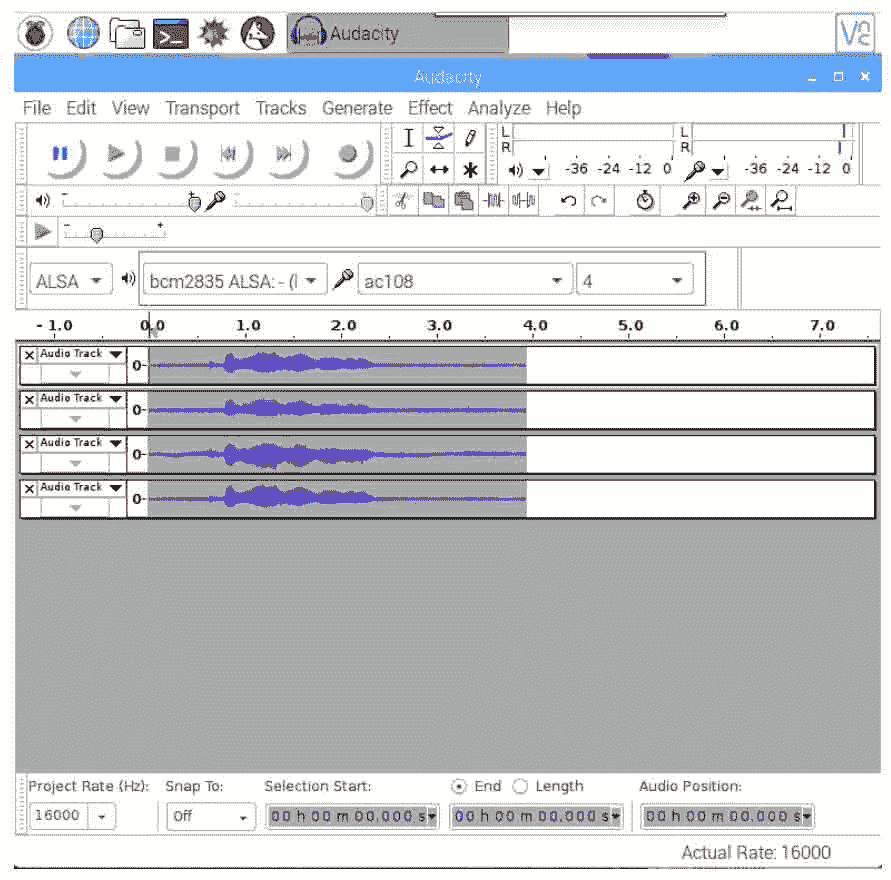 Audacity
Audacity
File Edit View Transport Tracks Generate Effect Analyze Help
L L
R R
-36 -24 -12 0 -36 -24 -12 0
ALSA bcm2835 ALSA: - (l ac108 4
- 1.0 0.0 1.0 2.0 3.0 4.0 5.0 6.0 7.0
Audio Track 0-
Audio Track 0-
Audio Track 0-
Audio Track 0-
Project Rate (Hz): Snap To: Selection Start: End Length Audio Position:
16000 Off 00 h 00 m 00.000 s 00 h 00 m 00.000 s 00 h 00 m 00.000 s
Actual Rate: 16000